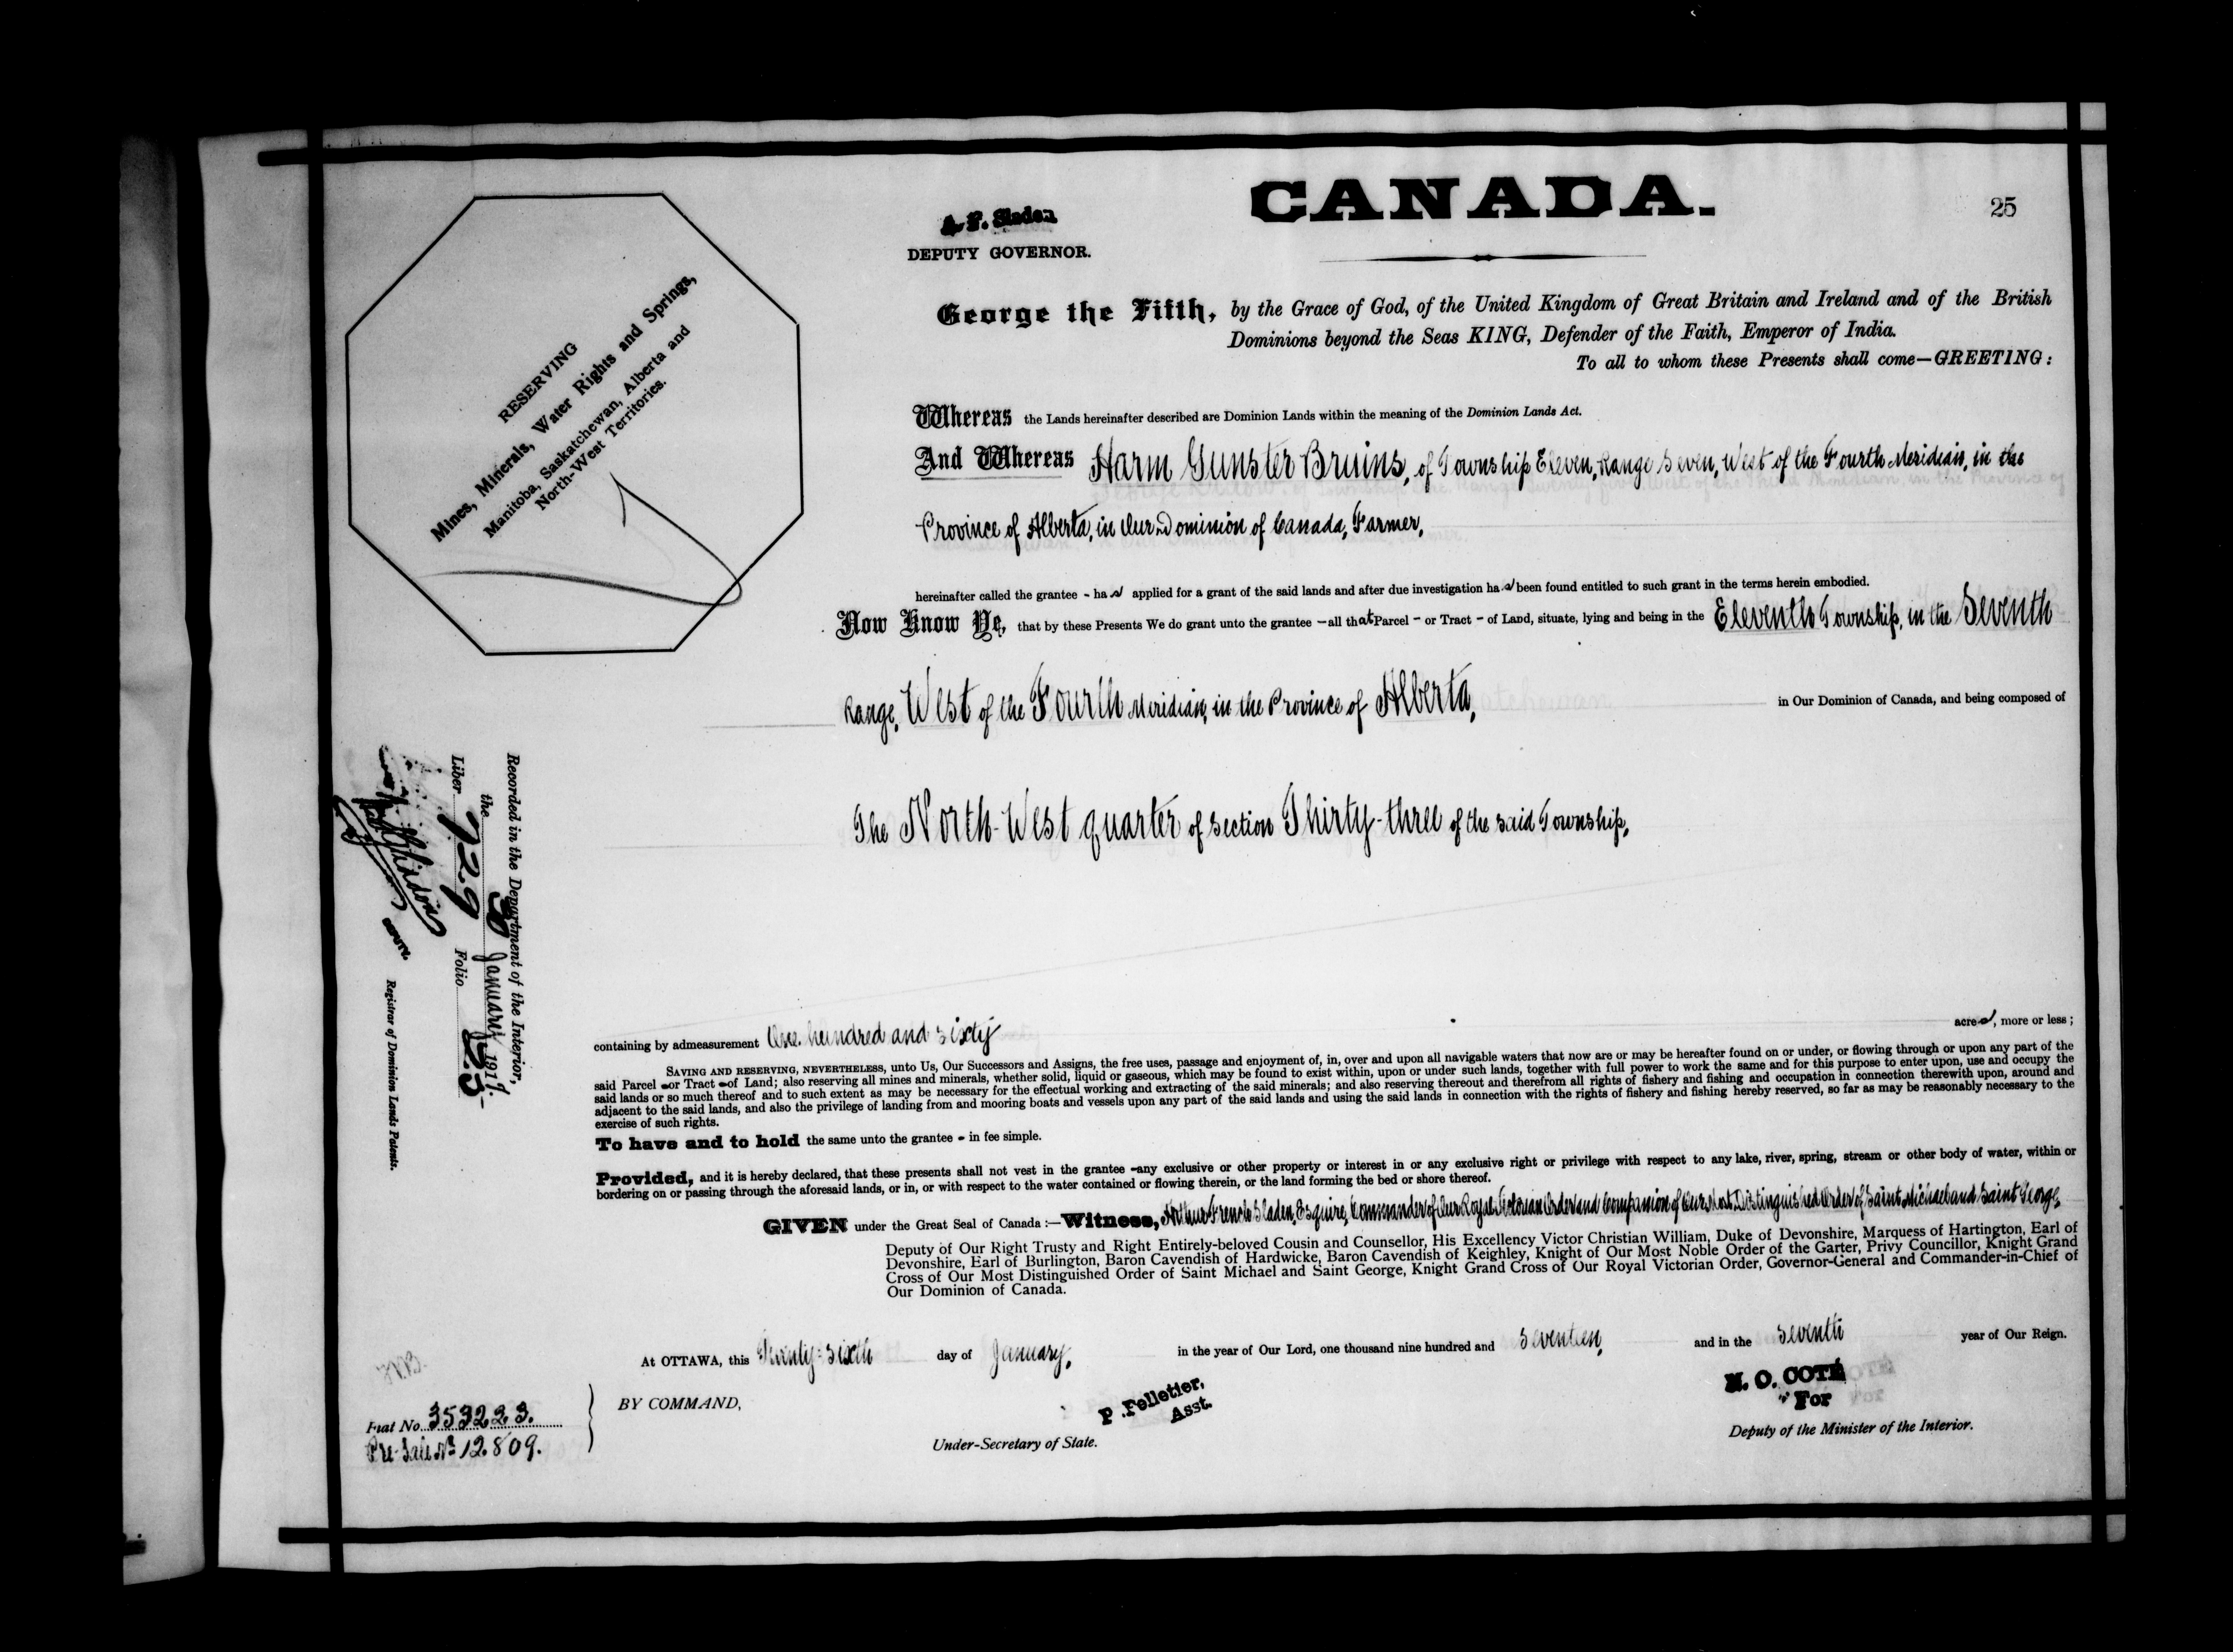 CANADA.
25
A. F. Sladen
DEPUTY GOVERNOR.
George the Fifth, by the Grace of God, of the United Kingdom of Great Britain and Ireland and of the British
Dominions beyond the Seas KING, Defender of the Faith, Emperor of India.
To all to whom these Presents shall come—GREETING:
RESERVING
Mines, Minerals, Water Rights and Springs,
Manitoba, Saskatchewan, Alberta and
North-West Territories.
Whereas the Lands hereinafter described are Dominion Lands within the meaning of the Dominion Lands Act.
And Whereas Harm Gunster Bruins, of Township Eleven, Range Seven, West of the Fourth Meridian, in the
Province of Alberta, in Our Dominion of Canada, Farmer,
hereinafter called the grantee - has applied for a grant of the said lands and after due investigation has been found entitled to such grant in the terms herein embodied.
Now Know Ye, that by these Presents We do grant unto the grantee — all that Parcel - or Tract - of Land, situate, lying and being in the Eleventh Township, in the Seventh
Range, West of the Fourth Meridian, in the Province of Alberta, in Our Dominion of Canada, and being composed of
The North-West quarter of Section Thirty-three of the said Township,
Recorded in the Department of the Interior,
the 30 January 1917.
Liber 729 Folio 25
DEPUTY
Registrar of Dominion Lands Patents.
containing by admeasurement One hundred and sixty acres, more or less;
SAVING AND RESERVING, NEVERTHELESS, unto Us, Our Successors and Assigns, the free uses, passage and enjoyment of, in, over and upon all navigable waters that now are or may be hereafter found on or under, or flowing through or upon any part of the
said Parcel - or Tract - of Land; also reserving all mines and minerals, whether solid, liquid or gaseous, which may be found to exist within, upon or under such lands, together with full power to work the same and for this purpose to enter upon, use and occupy the
said lands or so much thereof and to such extent as may be necessary for the effectual working and extracting of the said minerals; and also reserving thereout and therefrom all rights of fishery and fishing and occupation in connection therewith upon, around and
adjacent to the said lands, and also the privilege of landing from and mooring boats and vessels upon any part of the said lands and using the said lands in connection with the rights of fishery and fishing hereby reserved, so far as may be reasonably necessary to the
exercise of such rights.
To have and to hold the same unto the grantee - in fee simple.
Provided, and it is hereby declared, that these presents shall not vest in the grantee - any exclusive or other property or interest in or any exclusive right or privilege with respect to any lake, river, spring, stream or other body of water, within or
bordering on or passing through the aforesaid lands, or in, or with respect to the water contained or flowing therein, or the land forming the bed or shore thereof.
GIVEN under the Great Seal of Canada:—Witness, Arthur French Sladen, Esquire, Commander of Our Royal Victorian Order and Companion of Our Most Distinguished Order of Saint Michael and Saint George,
Deputy of Our Right Trusty and Right Entirely-beloved Cousin and Counsellor, His Excellency Victor Christian William, Duke of Devonshire, Marquess of Hartington, Earl of
Devonshire, Earl of Burlington, Baron Cavendish of Hardwicke, Baron Cavendish of Keighley, Knight of Our Most Noble Order of the Garter, Privy Councillor, Knight Grand
Cross of Our Most Distinguished Order of Saint Michael and Saint George, Knight Grand Cross of Our Royal Victorian Order, Governor-General and Commander-in-Chief of
Our Dominion of Canada.
At OTTAWA, this Twenty-sixth day of January, in the year of Our Lord, one thousand nine hundred and Seventeen, and in the Seventh year of Our Reign.
BY COMMAND,
P. Pelletier,
Asst.
Under-Secretary of State.
N. O. COTÉ
For
Deputy of the Minister of the Interior.
Fiat No. 353223.
Pre-Sale No 12809.